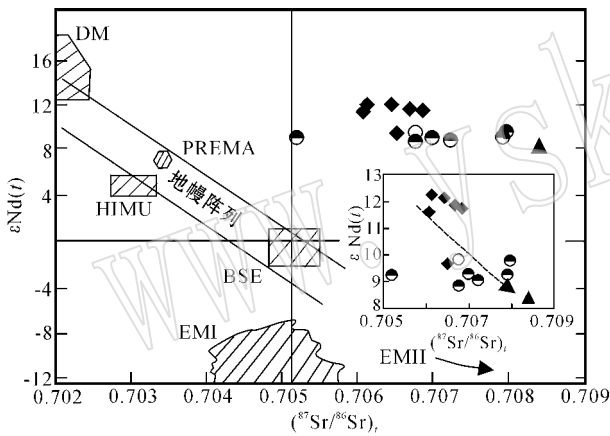 DM
PREMA
地幔阵列
HIMU
BSE
EMI
EMII
εNd(t)
16
12
8
4
0
-4
-8
-12
0.702
0.703
0.704
0.705
0.706
0.707
0.708
0.709
(⁸⁷Sr/⁸⁶Sr)ₜ
ε Nd(t)
13
12
11
10
9
8
0.705
0.707
0.709
(⁸⁷Sr/⁸⁶Sr)ₜ